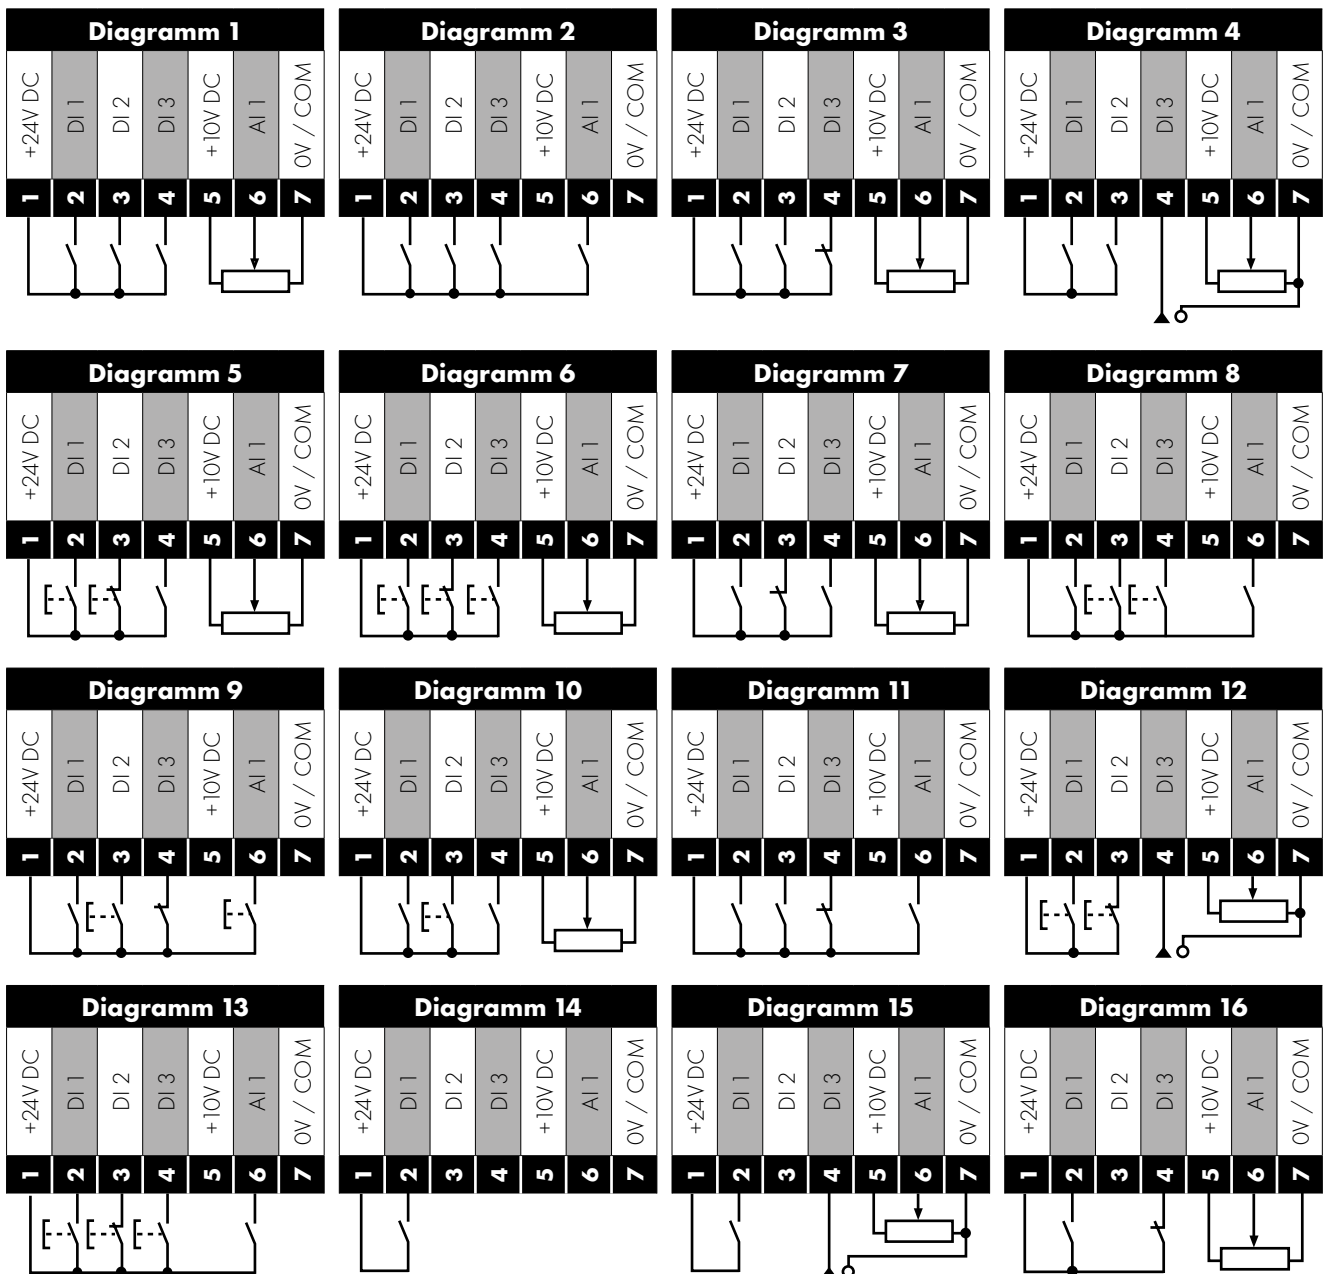 Diagramm 1 Diagramm 2 Diagramm 3 Diagramm 4
+24V DC DI 1 DI 2 DI 3 +10V DC AI 1 0V / COM +24V DC DI 1 DI 2 DI 3 +10V DC AI 1 0V / COM +24V DC DI 1 DI 2 DI 3 +10V DC AI 1 0V / COM +24V DC DI 1 DI 2 DI 3 +10V DC AI 1 0V / COM
1 2 3 4 5 6 7 1 2 3 4 5 6 7 1 2 3 4 5 6 7 1 2 3 4 5 6 7
Diagramm 5 Diagramm 6 Diagramm 7 Diagramm 8
+24V DC DI 1 DI 2 DI 3 +10V DC AI 1 0V / COM +24V DC DI 1 DI 2 DI 3 +10V DC AI 1 0V / COM +24V DC DI 1 DI 2 DI 3 +10V DC AI 1 0V / COM +24V DC DI 1 DI 2 DI 3 +10V DC AI 1 0V / COM
1 2 3 4 5 6 7 1 2 3 4 5 6 7 1 2 3 4 5 6 7 1 2 3 4 5 6 7
Diagramm 9 Diagramm 10 Diagramm 11 Diagramm 12
+24V DC DI 1 DI 2 DI 3 +10V DC AI 1 0V / COM +24V DC DI 1 DI 2 DI 3 +10V DC AI 1 0V / COM +24V DC DI 1 DI 2 DI 3 +10V DC AI 1 0V / COM +24V DC DI 1 DI 2 DI 3 +10V DC AI 1 0V / COM
1 2 3 4 5 6 7 1 2 3 4 5 6 7 1 2 3 4 5 6 7 1 2 3 4 5 6 7
Diagramm 13 Diagramm 14 Diagramm 15 Diagramm 16
+24V DC DI 1 DI 2 DI 3 +10V DC AI 1 0V / COM +24V DC DI 1 DI 2 DI 3 +10V DC AI 1 0V / COM +24V DC DI 1 DI 2 DI 3 +10V DC AI 1 0V / COM +24V DC DI 1 DI 2 DI 3 +10V DC AI 1 0V / COM
1 2 3 4 5 6 7 1 2 3 4 5 6 7 1 2 3 4 5 6 7 1 2 3 4 5 6 7